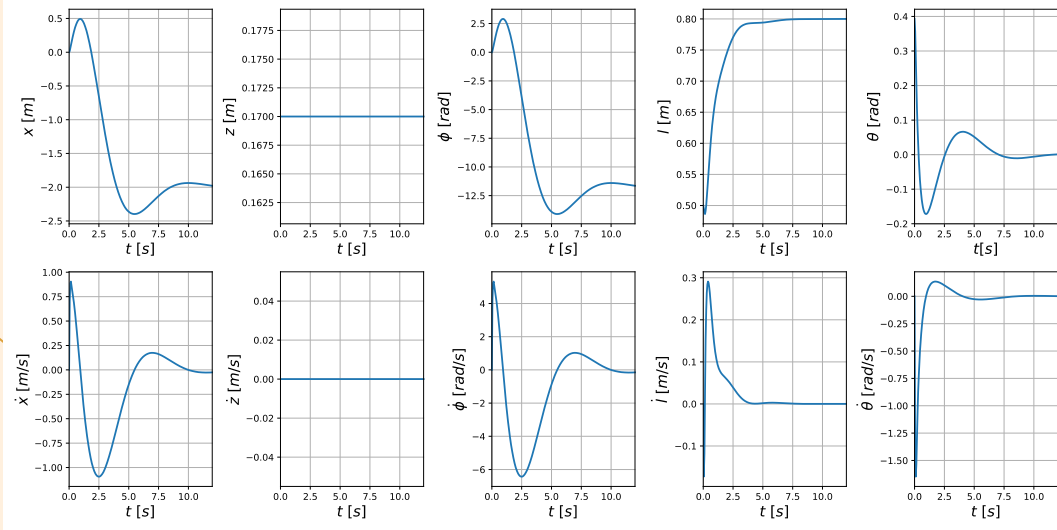 x [m]
0.5
0.0
−0.5
−1.0
−1.5
−2.0
−2.5
0.0 2.5 5.0 7.5 10.0
t [s]
z [m]
0.1775
0.1750
0.1725
0.1700
0.1675
0.1650
0.1625
0.0 2.5 5.0 7.5 10.0
t [s]
ϕ [rad]
2.5
0.0
−2.5
−5.0
−7.5
−10.0
−12.5
0.0 2.5 5.0 7.5 10.0
t [s]
l [m]
0.80
0.75
0.70
0.65
0.60
0.55
0.50
0.0 2.5 5.0 7.5 10.0
t [s]
θ [rad]
0.4
0.3
0.2
0.1
0.0
−0.1
−0.2
0.0 2.5 5.0 7.5 10.0
t[s]
ẋ [m/s]
1.00
0.75
0.50
0.25
0.00
−0.25
−0.50
−0.75
−1.00
0.0 2.5 5.0 7.5 10.0
t [s]
ż [m/s]
0.04
0.02
0.00
−0.02
−0.04
0.0 2.5 5.0 7.5 10.0
t [s]
ϕ̇ [rad/s]
4
2
0
−2
−4
−6
0.0 2.5 5.0 7.5 10.0
t [s]
l̇ [m/s]
0.3
0.2
0.1
0.0
−0.1
0.0 2.5 5.0 7.5 10.0
t [s]
θ̇ [rad/s]
0.00
−0.25
−0.50
−0.75
−1.00
−1.25
−1.50
0.0 2.5 5.0 7.5 10.0
t [s]